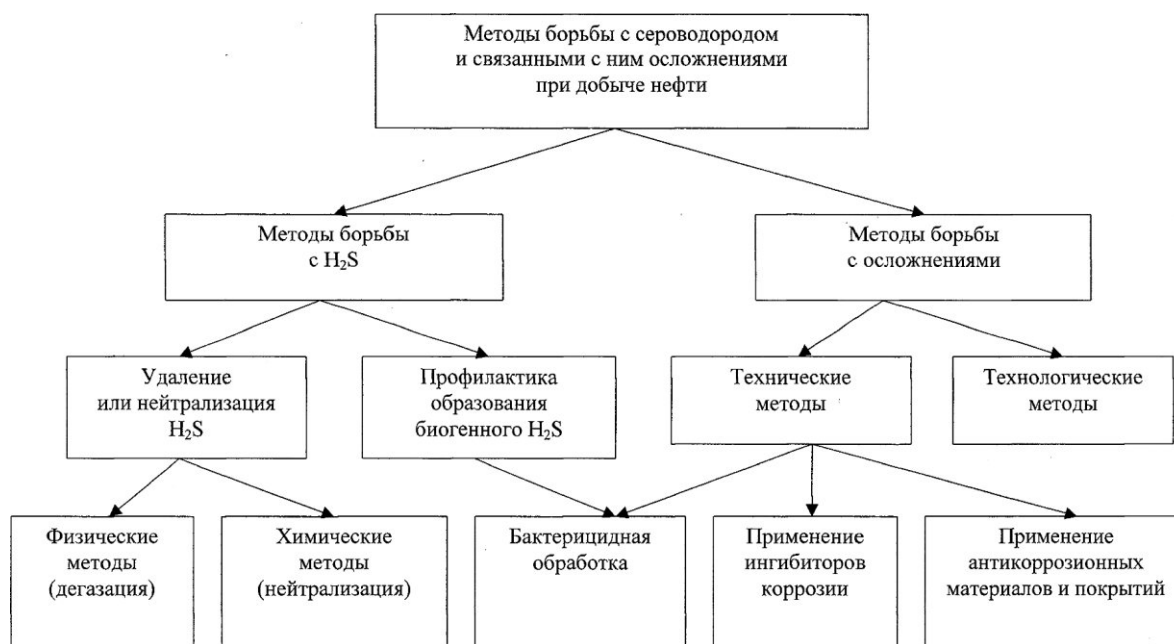 Методы борьбы с сероводородом
и связанными с ним осложнениями
при добыче нефти
Методы борьбы
с H₂S
Методы борьбы
с осложнениями
Удаление
или нейтрализация
H₂S
Профилактика
образования
биогенного H₂S
Технические
методы
Технологические
методы
Физические
методы
(дегазация)
Химические
методы
(нейтрализация)
Бактерицидная
обработка
Применение
ингибиторов
коррозии
Применение
антикоррозионных
материалов и покрытий